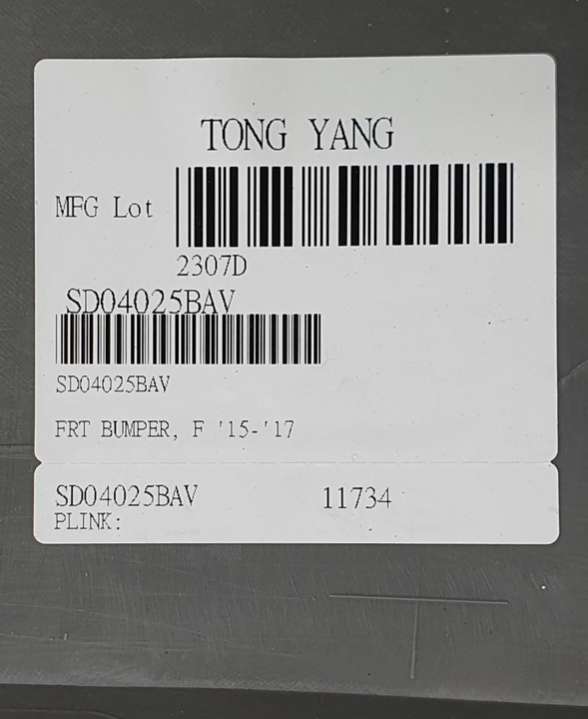 TONG YANG
MFG Lot
2307D
SD04025BAV
SD04025BAV
FRT BUMPER, F '15-'17
SD04025BAV 11734
PLINK: